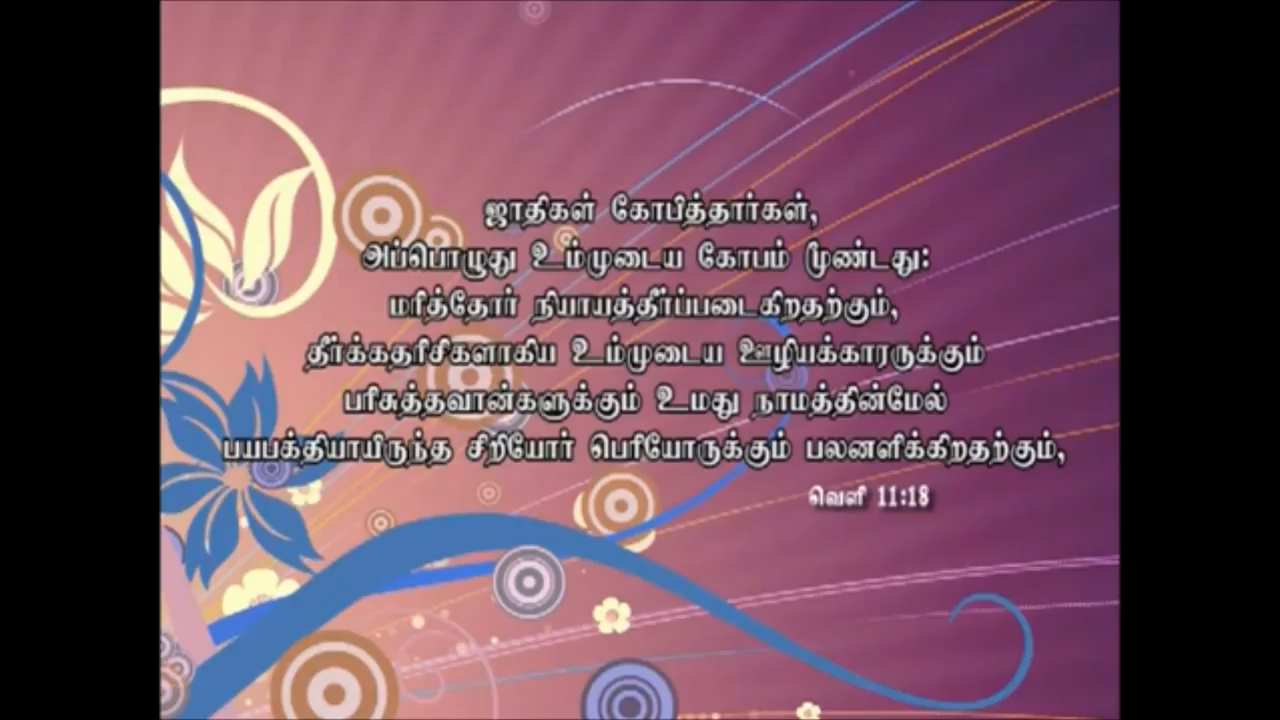 ஜாதிகள் கோபித்தார்கள்,
அப்பொழுது உம்முடைய கோபம் மூண்டது:
மரித்தோர் நியாயத்தீர்ப்படைகிறதற்கும்,
தீர்க்கதரிசிகளாகிய உம்முடைய ஊழியக்காரருக்கும்
பரிசுத்தவான்களுக்கும் உமது நாமத்தின்மேல்
பயபக்தியாயிருந்த சிறியோர் பெரியோருக்கும் பலனளிக்கிறதற்கும்,
வெளி 11:18